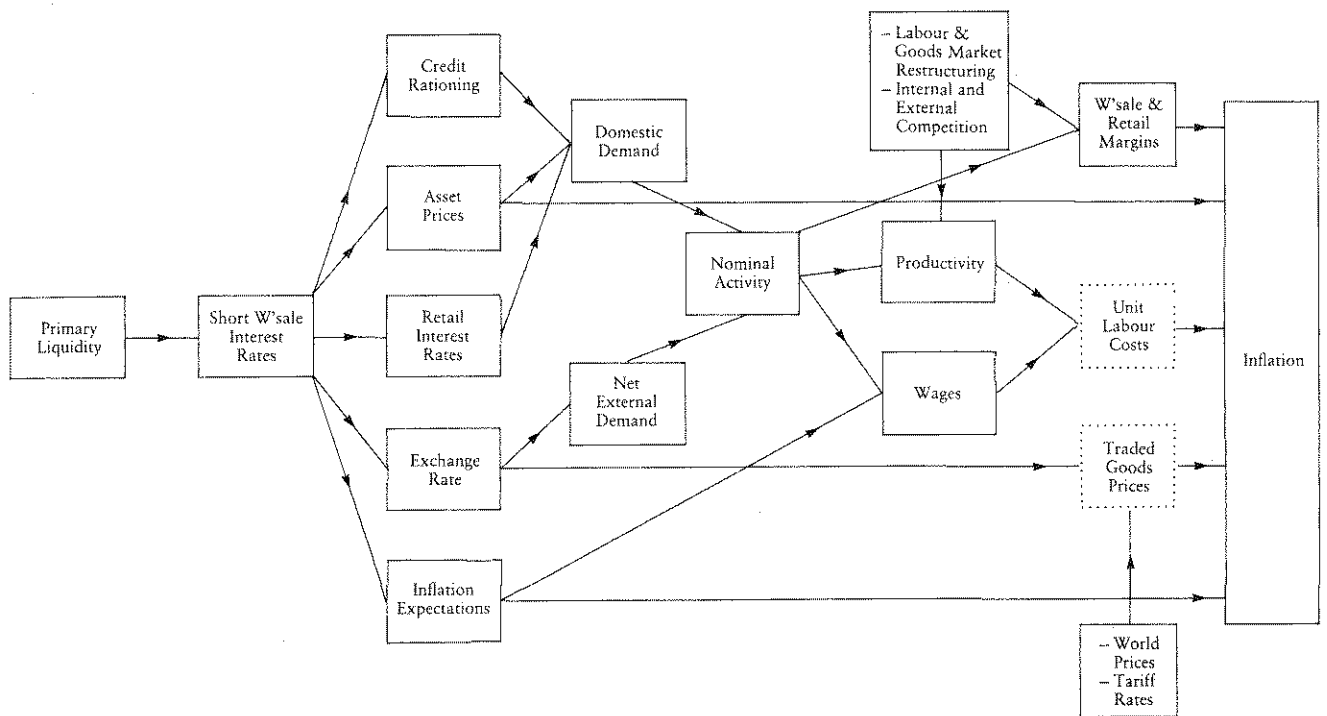 Credit
Rationing
Asset
Prices
Primary
Liquidity
Short W'sale
Interest
Rates
Retail
Interest
Rates
Exchange
Rate
Inflation
Expectations
Domestic
Demand
Net
External
Demand
Nominal
Activity
– Labour &
Goods Market
Restructuring
– Internal and
External
Competition
Productivity
Wages
W'sale &
Retail
Margins
Unit
Labour
Costs
Traded
Goods
Prices
– World
Prices
– Tariff
Rates
Inflation